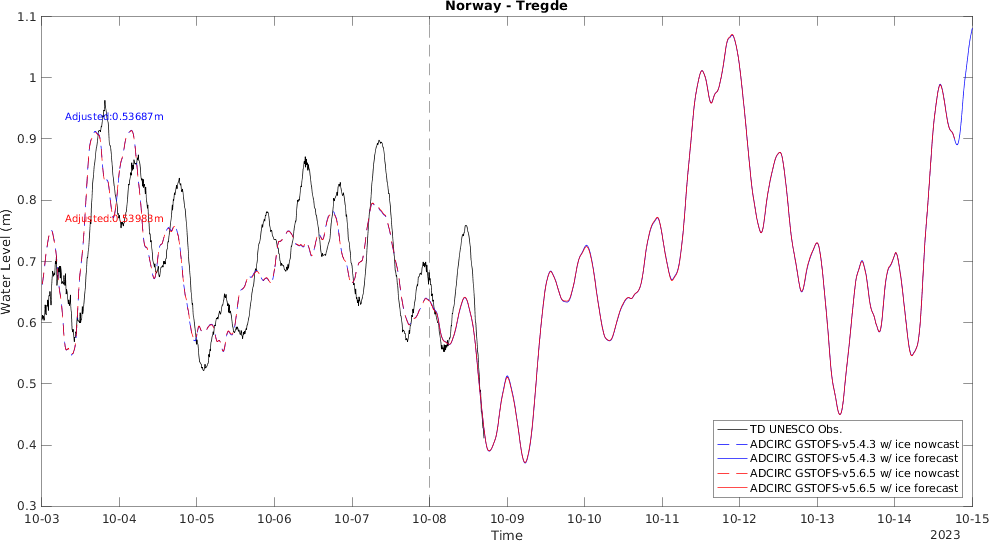 Norway - Tregde
1.1
1
0.9
0.8
0.7
0.6
0.5
0.4
0.3
Water Level (m)
Adjusted:0.53687m
Adjusted:0.53983m
TD UNESCO Obs.
ADCIRC GSTOFS-v5.4.3 w/ ice nowcast
ADCIRC GSTOFS-v5.4.3 w/ ice forecast
ADCIRC GSTOFS-v5.6.5 w/ ice nowcast
ADCIRC GSTOFS-v5.6.5 w/ ice forecast
10-03 10-04 10-05 10-06 10-07 10-08 10-09 10-10 10-11 10-12 10-13 10-14 10-15
Time
2023